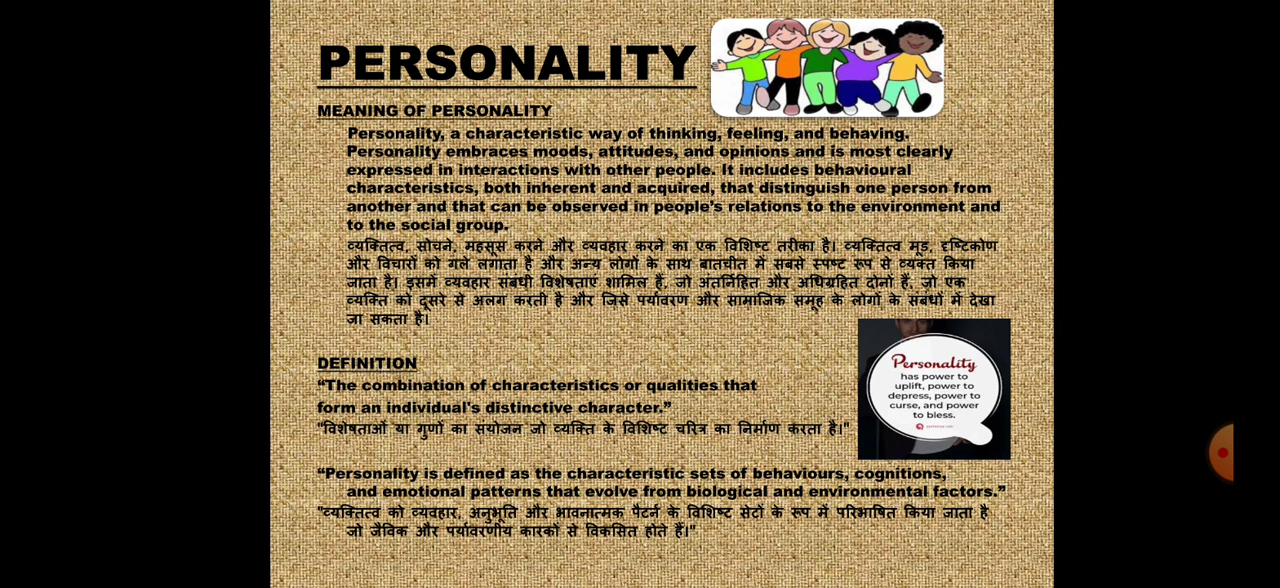 PERSONALITY
MEANING OF PERSONALITY
Personality, a characteristic way of thinking, feeling, and behaving.
Personality embraces moods, attitudes, and opinions and is most clearly
expressed in interactions with other people. It includes behavioural
characteristics, both inherent and acquired, that distinguish one person from
another and that can be observed in people's relations to the environment and
to the social group.
व्यक्तित्व, सोचने, महसूस करने और व्यवहार करने का एक विशिष्ट तरीका है। व्यक्तित्व मूड, दृष्टिकोण
और विचारों को गले लगाता है और अन्य लोगों के साथ बातचीत में सबसे स्पष्ट रूप से व्यक्त किया
जाता है। इसमें व्यवहार संबंधी विशेषताएं शामिल हैं, जो अंतर्निहित और अधिग्रहित दोनों हैं, जो एक
व्यक्ति को दूसरे से अलग करती हैं और जिसे पर्यावरण और सामाजिक समूह के लोगों के संबंधों में देखा
जा सकता है।
DEFINITION
“The combination of characteristics or qualities that
form an individual's distinctive character.”
"विशेषताओं या गुणों का संयोजन जो व्यक्ति के विशिष्ट चरित्र का निर्माण करता है।"
Personality
has power to
uplift, power to
depress, power to
curse, and power
to bless.
“Personality is defined as the characteristic sets of behaviours, cognitions,
and emotional patterns that evolve from biological and environmental factors.”
"व्यक्तित्व को व्यवहार, अनुभूति और भावनात्मक पैटर्न के विशिष्ट सेटों के रूप में परिभाषित किया जाता है
जो जैविक और पर्यावरणीय कारकों से विकसित होते हैं।"